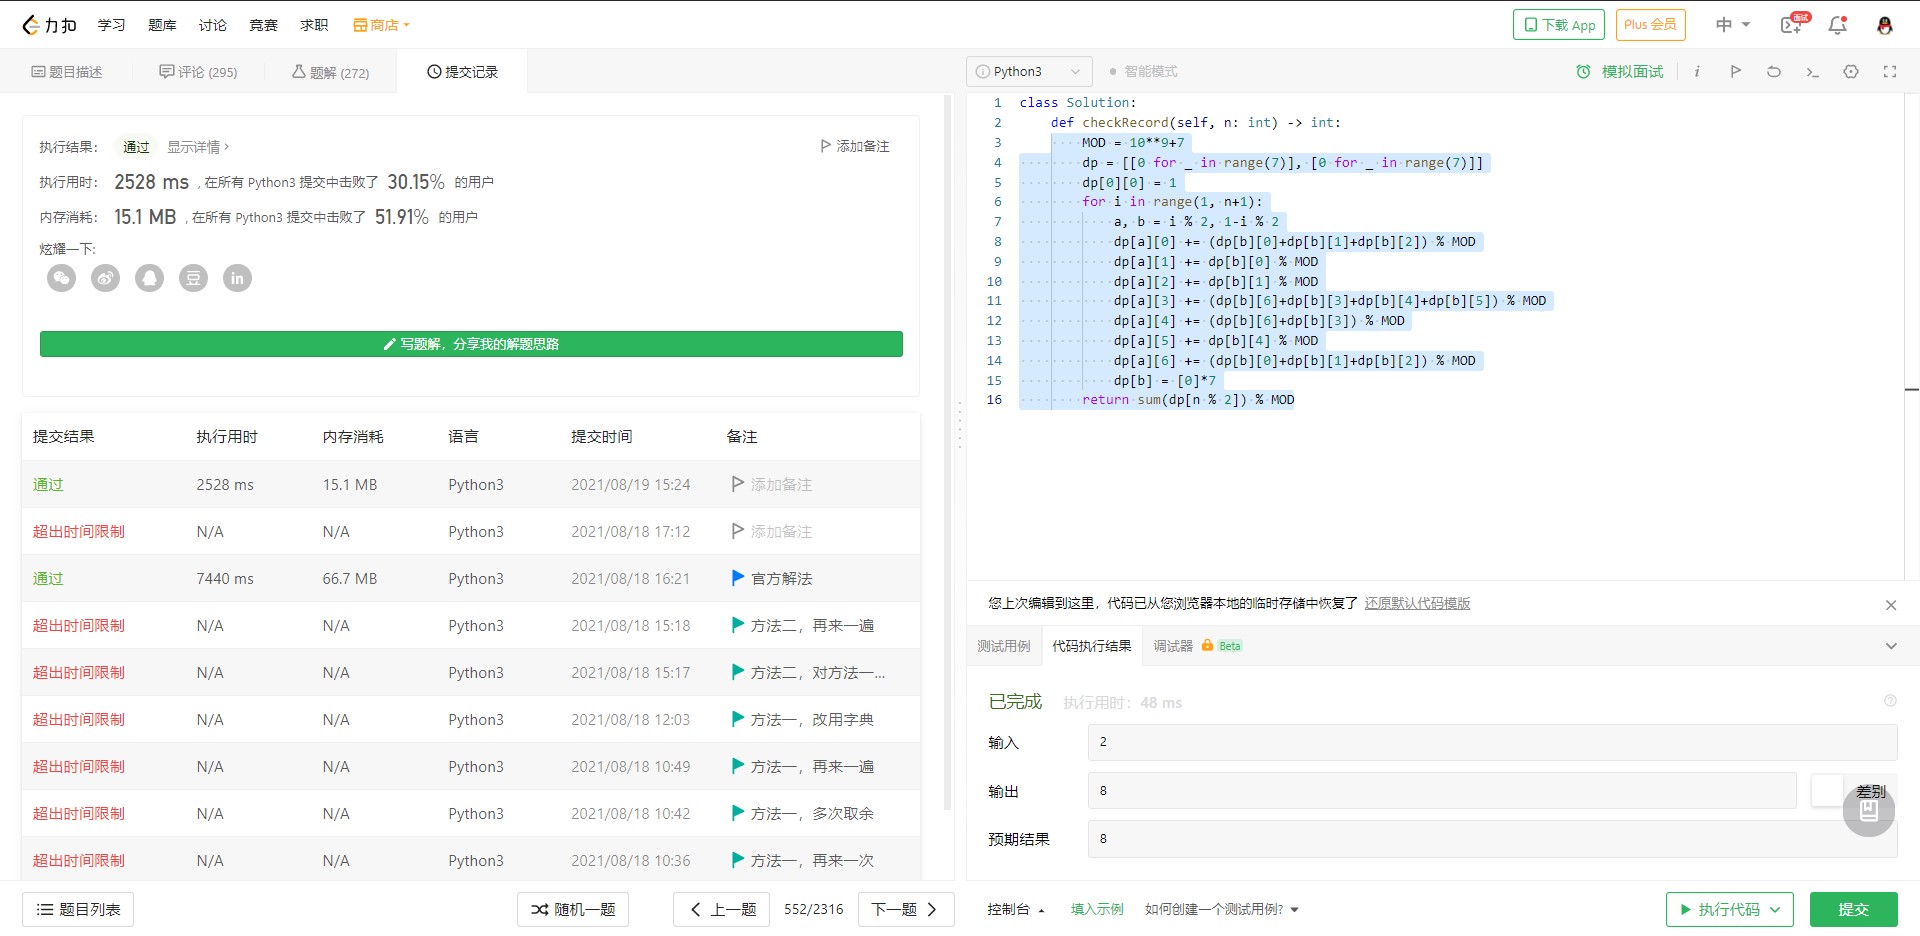 力扣 学习 题库 讨论 竞赛 求职 商店 下载 App Plus 会员 中 面试
题目描述 评论 (295) 题解 (272) 提交记录
执行结果： 通过 显示详情 › 添加备注
执行用时： 2528 ms , 在所有 Python3 提交中击败了 30.15% 的用户
内存消耗： 15.1 MB , 在所有 Python3 提交中击败了 51.91% 的用户
炫耀一下:
豆 in
写题解，分享我的解题思路
提交结果 执行用时 内存消耗 语言 提交时间 备注
通过 2528 ms 15.1 MB Python3 2021/08/19 15:24 添加备注
超出时间限制 N/A N/A Python3 2021/08/18 17:12 添加备注
通过 7440 ms 66.7 MB Python3 2021/08/18 16:21 官方解法
超出时间限制 N/A N/A Python3 2021/08/18 15:18 方法二，再来一遍
超出时间限制 N/A N/A Python3 2021/08/18 15:17 方法二，对方法一...
超出时间限制 N/A N/A Python3 2021/08/18 12:03 方法一，改用字典
超出时间限制 N/A N/A Python3 2021/08/18 10:49 方法一，再来一遍
超出时间限制 N/A N/A Python3 2021/08/18 10:42 方法一，多次取余
超出时间限制 N/A N/A Python3 2021/08/18 10:36 方法一，再来一次
题目列表 随机一题 上一题 552/2316 下一题
Python3 智能模式 模拟面试 i
1 class Solution:
2     def checkRecord(self, n: int) -> int:
3         MOD = 10**9+7
4         dp = [[0 for _ in range(7)], [0 for _ in range(7)]]
5         dp[0][0] = 1
6         for i in range(1, n+1):
7             a, b = i % 2, 1-i % 2
8             dp[a][0] += (dp[b][0]+dp[b][1]+dp[b][2]) % MOD
9             dp[a][1] += dp[b][0] % MOD
10             dp[a][2] += dp[b][1] % MOD
11             dp[a][3] += (dp[b][6]+dp[b][3]+dp[b][4]+dp[b][5]) % MOD
12             dp[a][4] += (dp[b][6]+dp[b][3]) % MOD
13             dp[a][5] += dp[b][4] % MOD
14             dp[a][6] += (dp[b][0]+dp[b][1]+dp[b][2]) % MOD
15             dp[b] = [0]*7
16         return sum(dp[n % 2]) % MOD
您上次编辑到这里，代码已从您浏览器本地的临时存储中恢复了 还原默认代码模版
测试用例 代码执行结果 调试器 Beta
已完成 执行用时：48 ms
输入 2
输出 8 差别
预期结果 8
控制台 填入示例 如何创建一个测试用例? 执行代码 提交